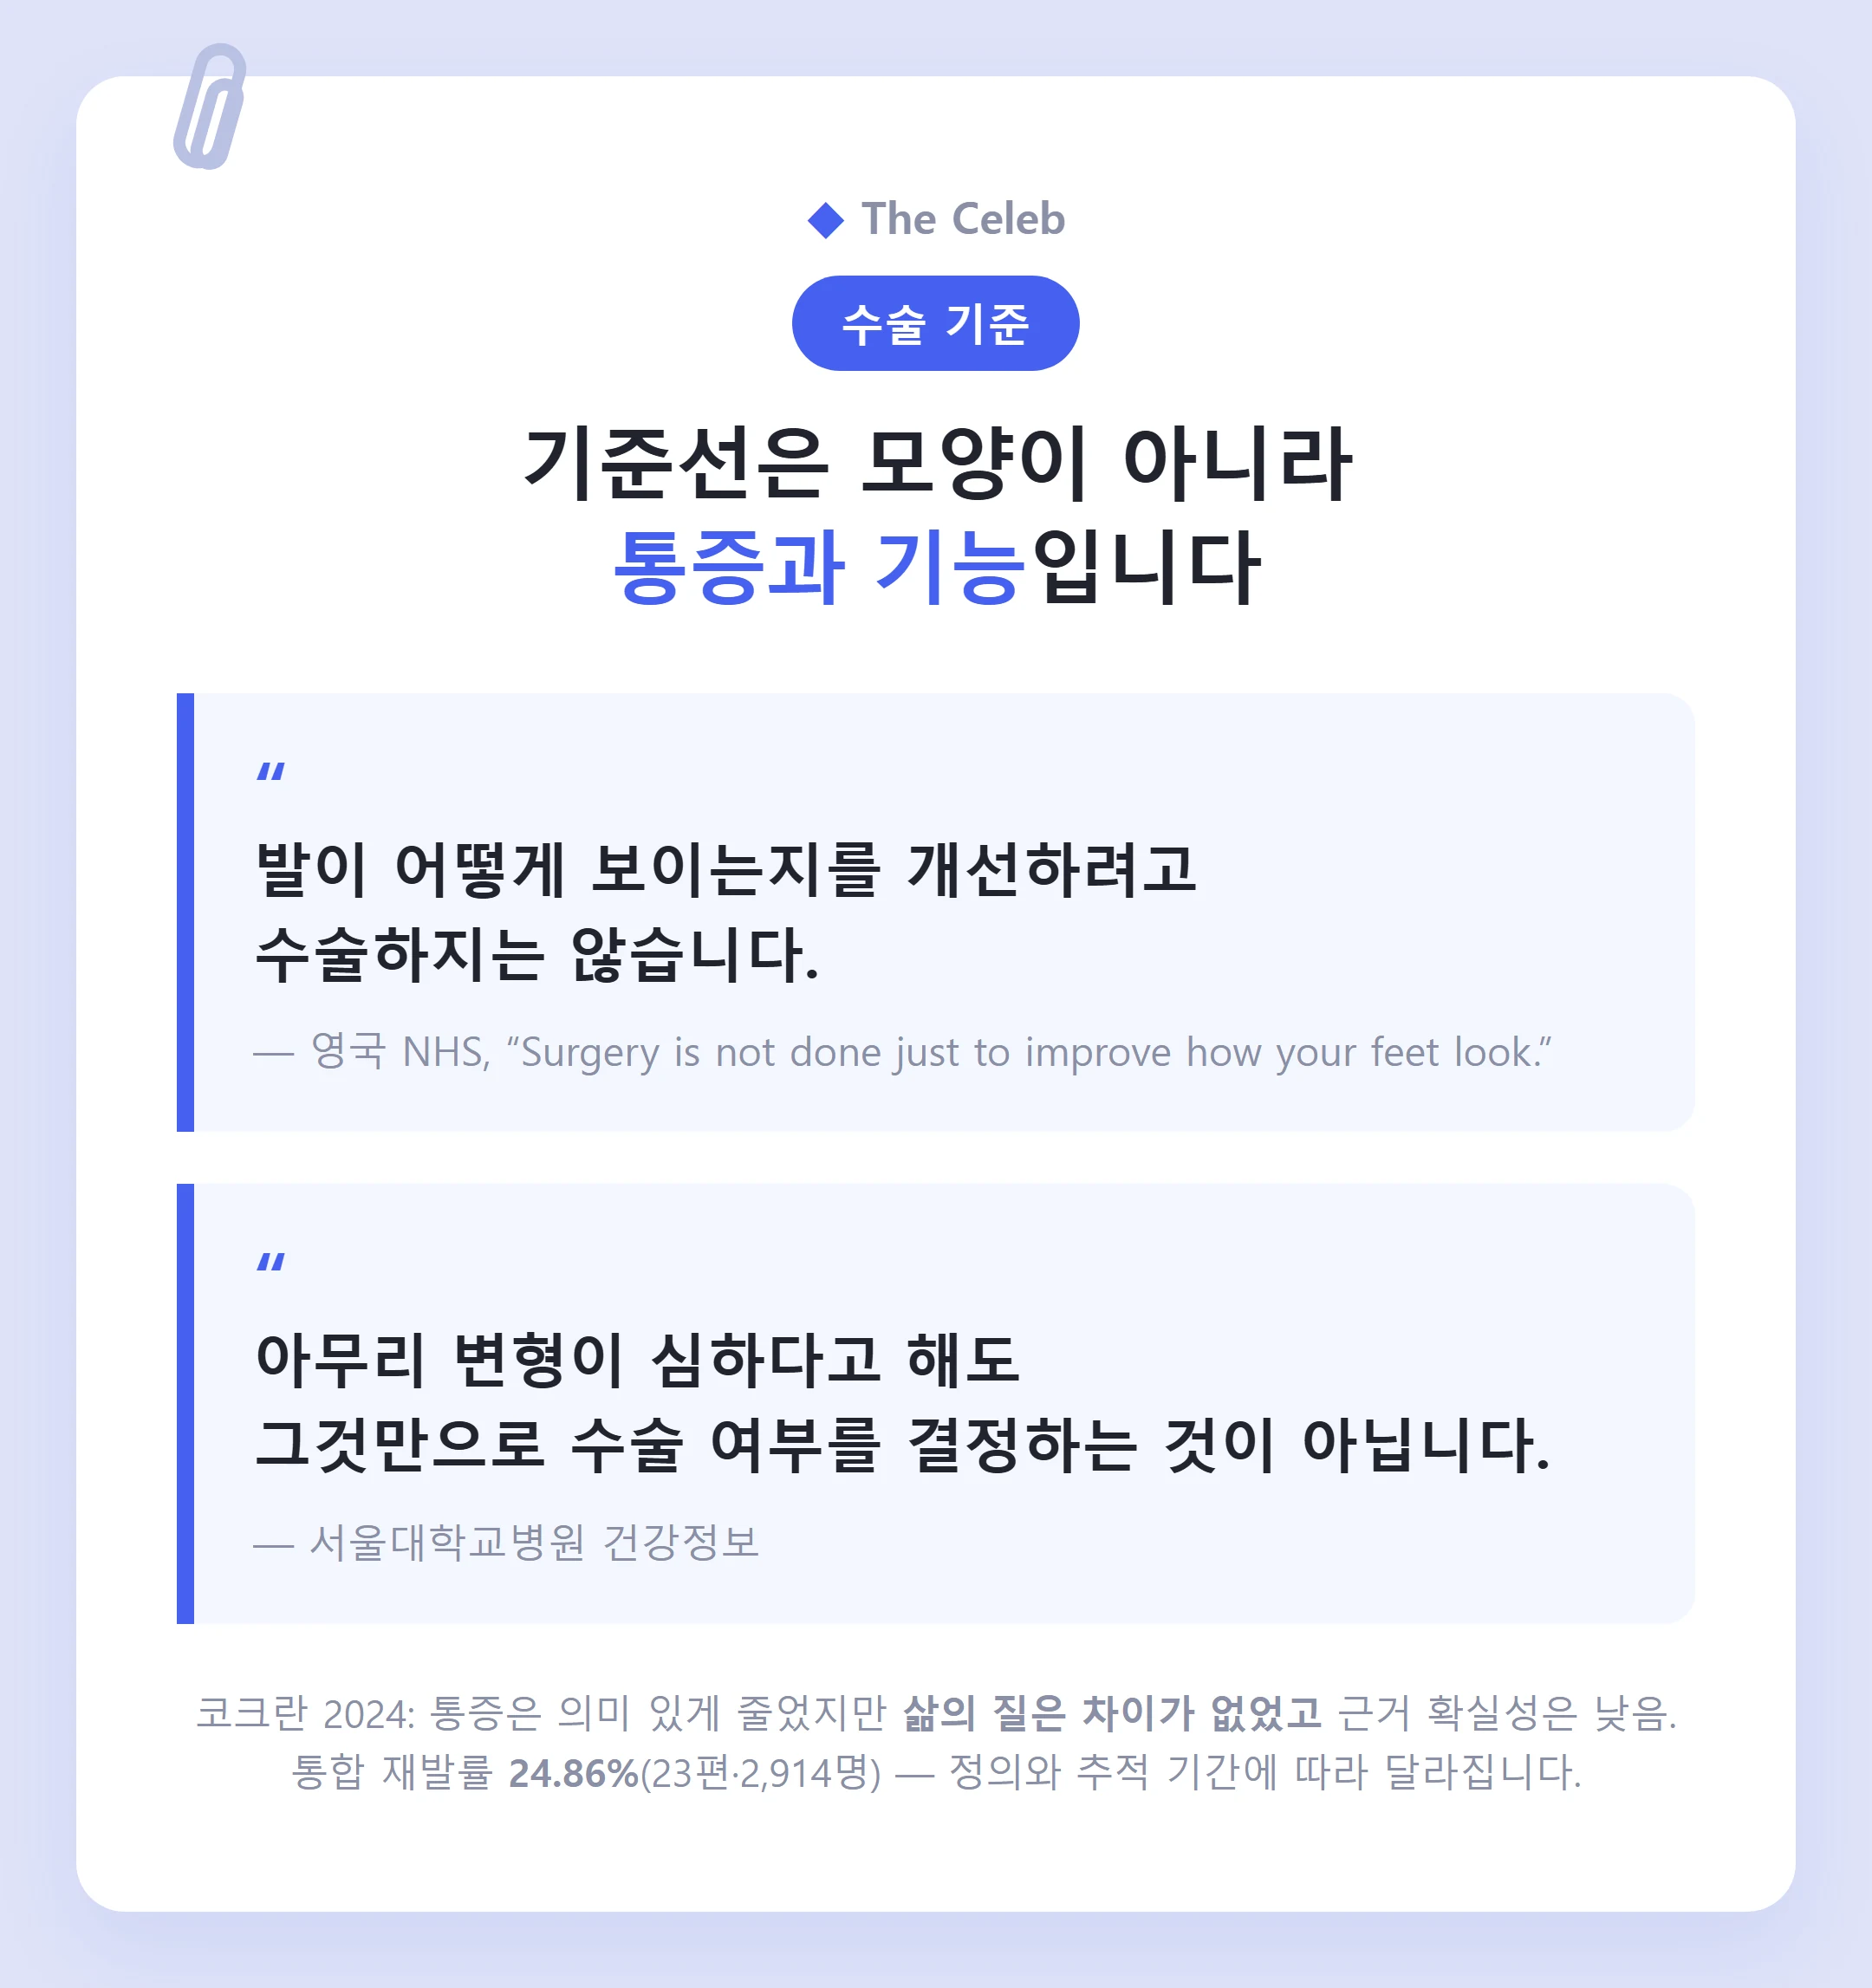 The Celeb
수술 기준
기준선은 모양이 아니라
통증과 기능입니다
“
발이 어떻게 보이는지를 개선하려고
수술하지는 않습니다.
— 영국 NHS, “Surgery is not done just to improve how your feet look.”
“
아무리 변형이 심하다고 해도
그것만으로 수술 여부를 결정하는 것이 아닙니다.
— 서울대학교병원 건강정보
코크란 2024: 통증은 의미 있게 줄었지만 삶의 질은 차이가 없었고 근거 확실성은 낮음.
통합 재발률 24.86%(23편·2,914명) — 정의와 추적 기간에 따라 달라집니다.